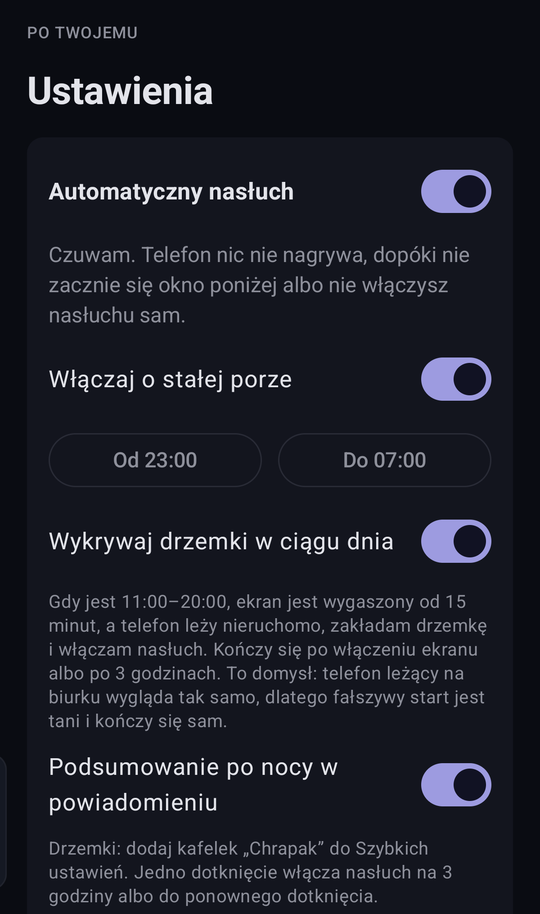 PO TWOJEMU
Ustawienia
Automatyczny nasłuch
Czuwam. Telefon nic nie nagrywa, dopóki nie
zacznie się okno poniżej albo nie włączysz
nasłuchu sam.
Włączaj o stałej porze
Od 23:00
Do 07:00
Wykrywaj drzemki w ciągu dnia
Gdy jest 11:00–20:00, ekran jest wygaszony od 15
minut, a telefon leży nieruchomo, zakładam drzemkę
i włączam nasłuch. Kończy się po włączeniu ekranu
albo po 3 godzinach. To domysł: telefon leżący na
biurku wygląda tak samo, dlatego fałszywy start jest
tani i kończy się sam.
Podsumowanie po nocy w
powiadomieniu
Drzemki: dodaj kafelek „Chrapak” do Szybkich
ustawień. Jedno dotknięcie włącza nasłuch na 3
godziny albo do ponownego dotknięcia.